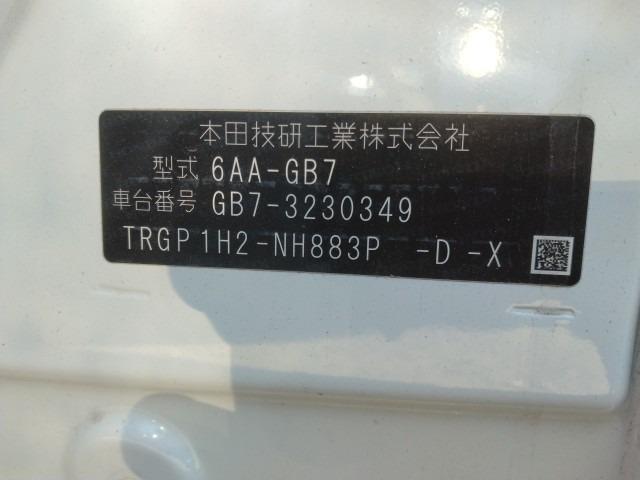 本田技研工業株式会社
型式 6AA-GB7
車台番号 GB7-3230349
TRGP1H2-NH883P -D-X